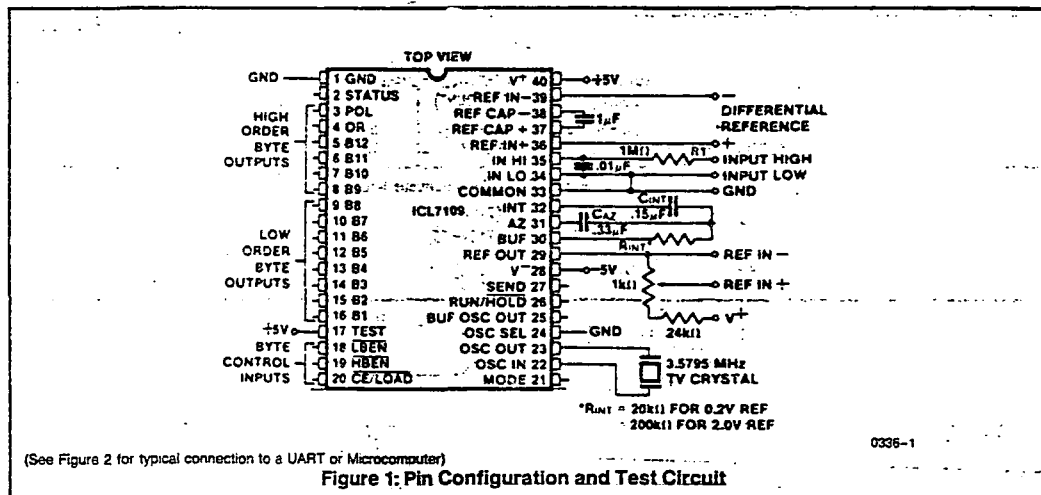 TOP VIEW
GND
1 GND
2 STATUS
3 POL
4 OR
5 B12
6 B11
7 B10
8 B9
9 B8
10 B7
11 B6
12 B5
13 B4
14 B3
15 B2
16 B1
17 TEST
18 LBEN
19 HBEN
20 CE/LOAD
HIGH
ORDER
BYTE
OUTPUTS
LOW
ORDER
BYTE
OUTPUTS
+5V
BYTE
CONTROL
INPUTS
ICL7109
V+ 40
REF IN− 39
REF CAP − 38
REF CAP + 37
REF IN+ 36
IN HI 35
IN LO 34
COMMON 33
INT 32
AZ 31
BUF 30
REF OUT 29
V− 28
SEND 27
RUN/HOLD 26
BUF OSC OUT 25
OSC SEL 24
OSC OUT 23
OSC IN 22
MODE 21
+5V
−
DIFFERENTIAL
REFERENCE
1µF
+
1MΩ R1
INPUT HIGH
.01µF
INPUT LOW
GND
CINT
.15µF
CAZ
.33µF
RINT
REF IN −
−5V
1kΩ
REF IN +
V+
24kΩ
GND
3.5795 MHz
TV CRYSTAL
*RINT = 20kΩ FOR 0.2V REF
200kΩ FOR 2.0V REF
0336–1
(See Figure 2 for typical connection to a UART or Microcomputer)
Figure 1: Pin Configuration and Test Circuit